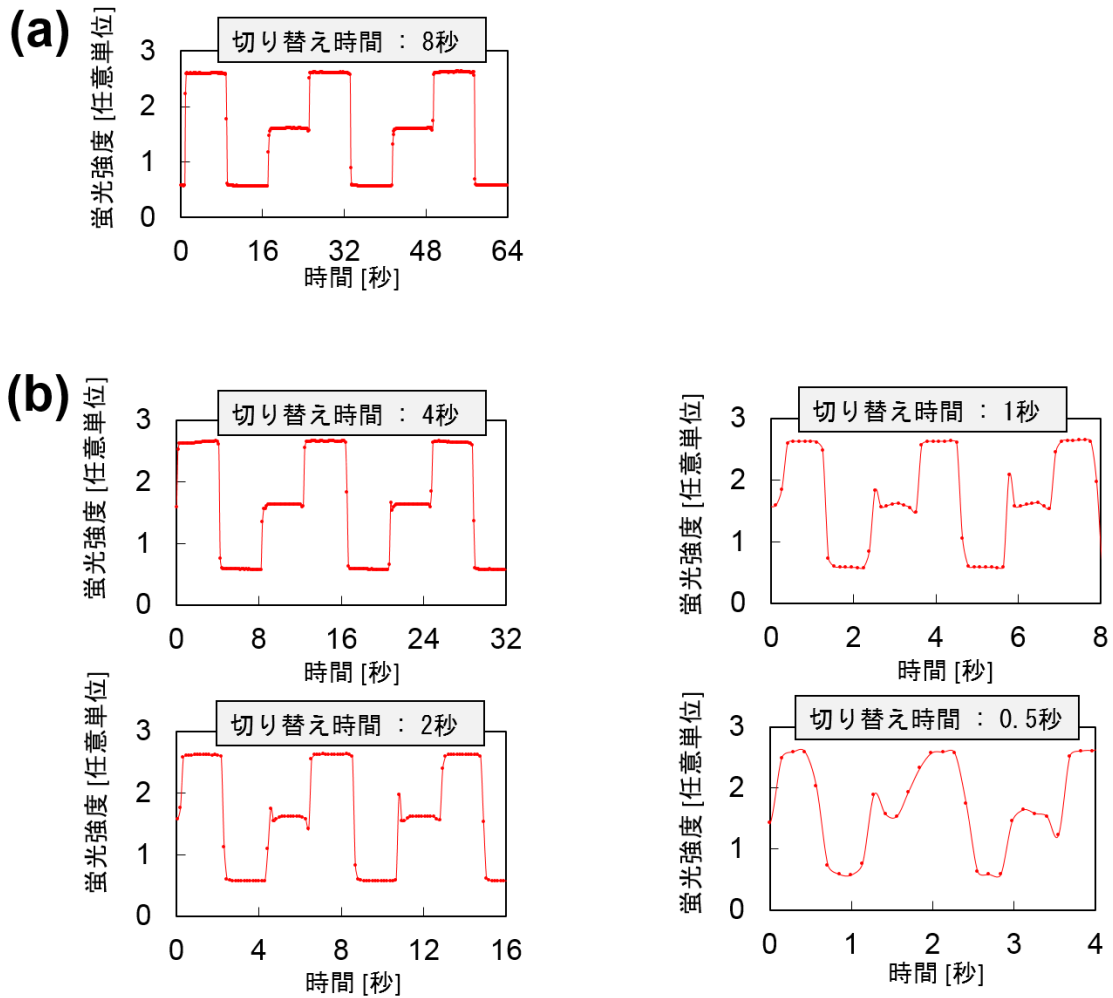 (a)
切り替え時間 : 8秒
蛍光強度 [任意単位]
3
2
1
0
0 16 32 48 64
時間 [秒]
(b)
切り替え時間 : 4秒
蛍光強度 [任意単位]
3
2
1
0
0 8 16 24 32
時間 [秒]
切り替え時間 : 1秒
蛍光強度 [任意単位]
3
2
1
0
0 2 4 6 8
時間 [秒]
切り替え時間 : 2秒
蛍光強度 [任意単位]
3
2
1
0
0 4 8 12 16
時間 [秒]
切り替え時間 : 0.5秒
蛍光強度 [任意単位]
3
2
1
0
0 1 2 3 4
時間 [秒]